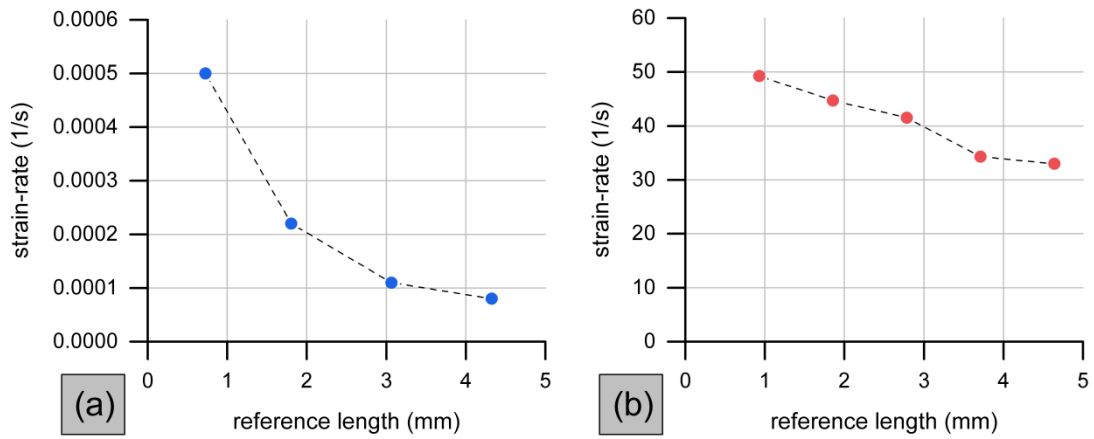 0.0006
0.0005
0.0004
0.0003
0.0002
0.0001
0.0000
strain-rate (1/s)
0 1 2 3 4 5
reference length (mm)
(a)
60
50
40
30
20
10
0
strain-rate (1/s)
0 1 2 3 4 5
reference length (mm)
(b)